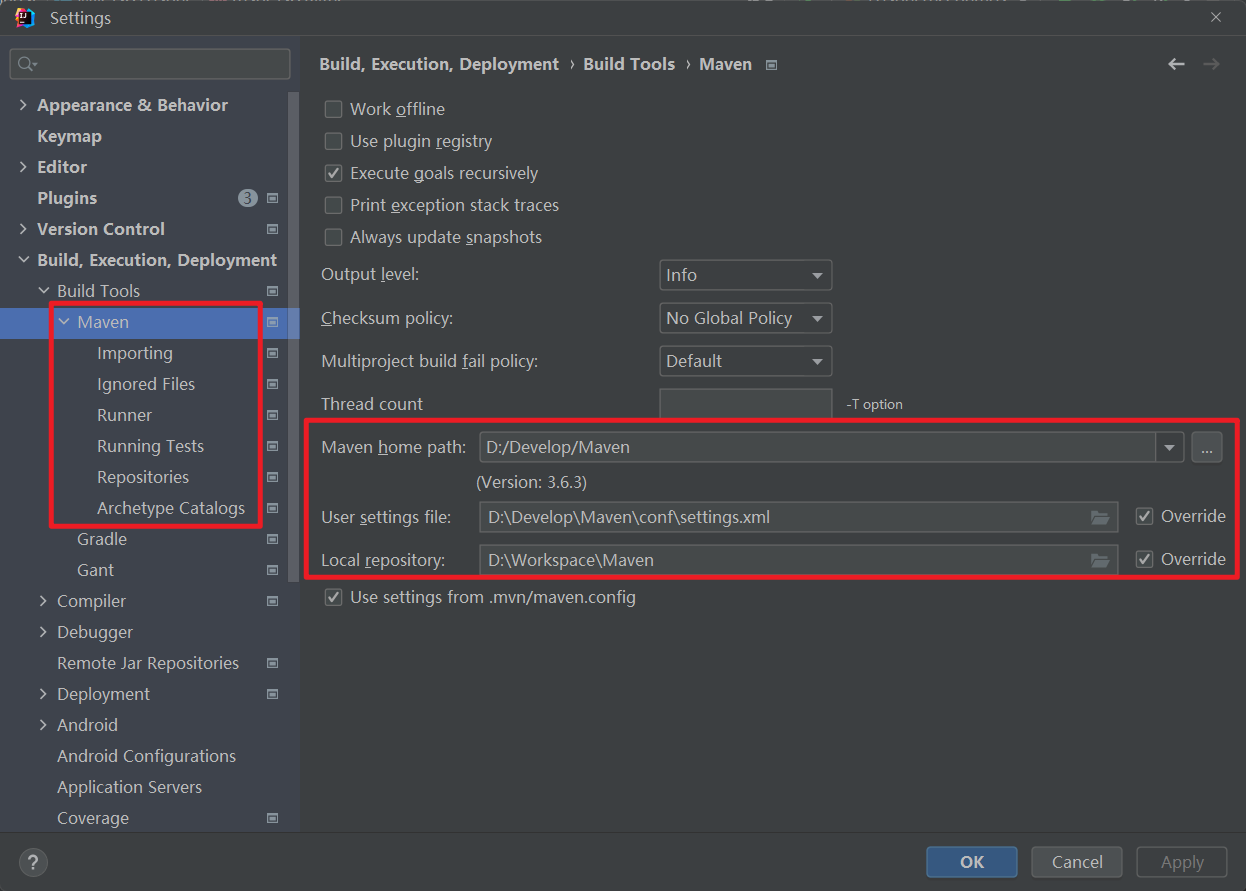 Settings
Build, Execution, Deployment › Build Tools › Maven
Appearance & Behavior
Keymap
Editor
Plugins 3
Version Control
Build, Execution, Deployment
Build Tools
Maven
Importing
Ignored Files
Runner
Running Tests
Repositories
Archetype Catalogs
Gradle
Gant
Compiler
Debugger
Remote Jar Repositories
Deployment
Android
Android Configurations
Application Servers
Coverage
Work offline
Use plugin registry
Execute goals recursively
Print exception stack traces
Always update snapshots
Output level: Info
Checksum policy: No Global Policy
Multiproject build fail policy: Default
Thread count -T option
Maven home path: D:/Develop/Maven ...
(Version: 3.6.3)
User settings file: D:\Develop\Maven\conf\settings.xml Override
Local repository: D:\Workspace\Maven Override
Use settings from .mvn/maven.config
? OK Cancel Apply